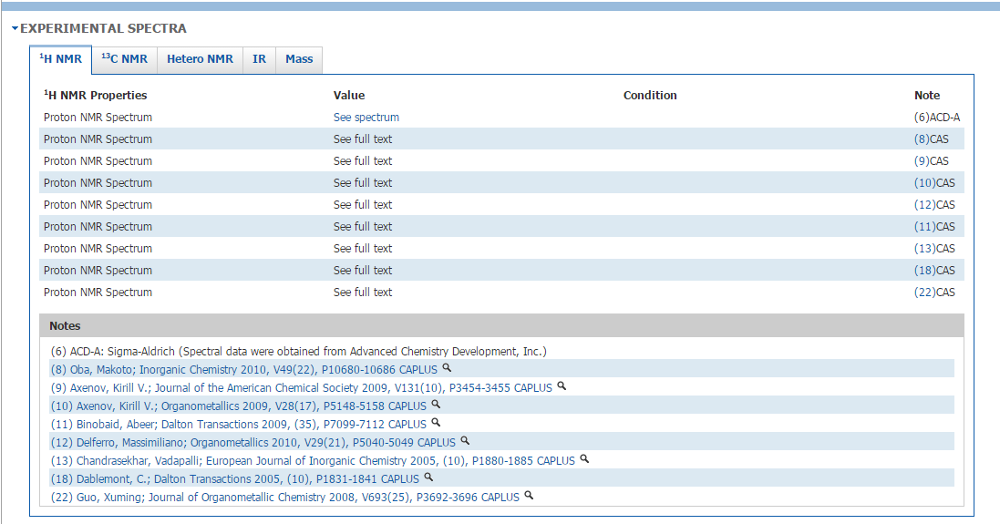 EXPERIMENTAL SPECTRA
¹H NMR ¹³C NMR Hetero NMR IR Mass
¹H NMR Properties Value Condition Note
Proton NMR Spectrum See spectrum (6)ACD-A
Proton NMR Spectrum See full text (8)CAS
Proton NMR Spectrum See full text (9)CAS
Proton NMR Spectrum See full text (10)CAS
Proton NMR Spectrum See full text (12)CAS
Proton NMR Spectrum See full text (11)CAS
Proton NMR Spectrum See full text (13)CAS
Proton NMR Spectrum See full text (18)CAS
Proton NMR Spectrum See full text (22)CAS
Notes
(6) ACD-A: Sigma-Aldrich (Spectral data were obtained from Advanced Chemistry Development, Inc.)
(8) Oba, Makoto; Inorganic Chemistry 2010, V49(22), P10680-10686 CAPLUS
(9) Axenov, Kirill V.; Journal of the American Chemical Society 2009, V131(10), P3454-3455 CAPLUS
(10) Axenov, Kirill V.; Organometallics 2009, V28(17), P5148-5158 CAPLUS
(11) Binobaid, Abeer; Dalton Transactions 2009, (35), P7099-7112 CAPLUS
(12) Delferro, Massimiliano; Organometallics 2010, V29(21), P5040-5049 CAPLUS
(13) Chandrasekhar, Vadapalli; European Journal of Inorganic Chemistry 2005, (10), P1880-1885 CAPLUS
(18) Dablemont, C.; Dalton Transactions 2005, (10), P1831-1841 CAPLUS
(22) Guo, Xuming; Journal of Organometallic Chemistry 2008, V693(25), P3692-3696 CAPLUS